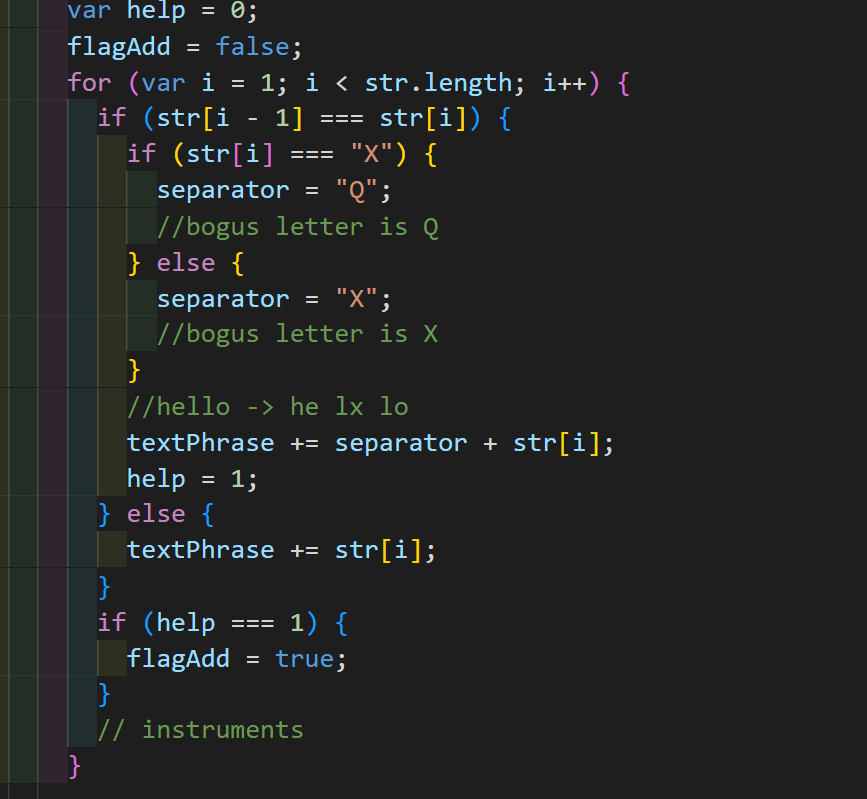 var help = 0;
flagAdd = false;
for (var i = 1; i < str.length; i++) {
if (str[i - 1] === str[i]) {
if (str[i] === "X") {
separator = "Q";
//bogus letter is Q
} else {
separator = "X";
//bogus letter is X
}
//hello -> he lx lo
textPhrase += separator + str[i];
help = 1;
} else {
textPhrase += str[i];
}
if (help === 1) {
flagAdd = true;
}
// instruments
}